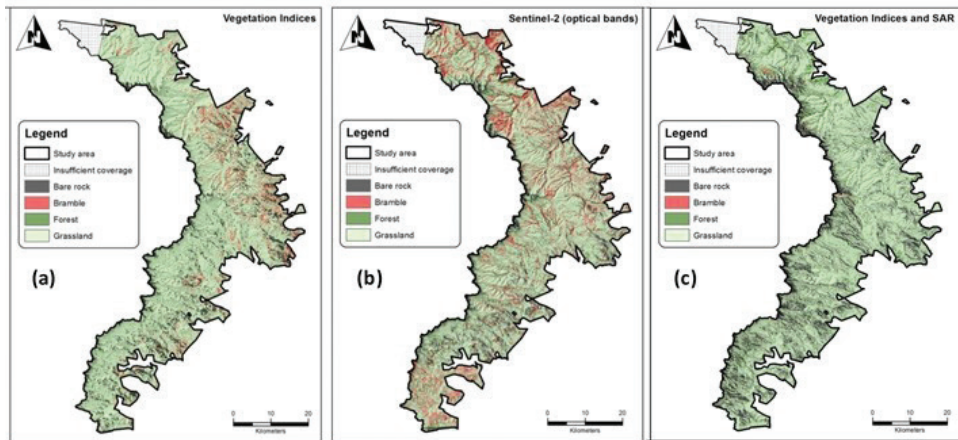 Vegetation Indices
N
Legend
Study area
Insufficient coverage
Bare rock
Bramble
Forest
Grassland
(a)
0 10 20
Kilometers
Sentinel-2 (optical bands)
N
Legend
Study area
Insufficient coverage
Bare rock
Bramble
Forest
Grassland
(b)
0 10 20
Kilometers
Vegetation Indices and SAR
N
Legend
Study area
Insufficient coverage
Bare rock
Bramble
Forest
Grassland
(c)
0 10 20
Kilometers